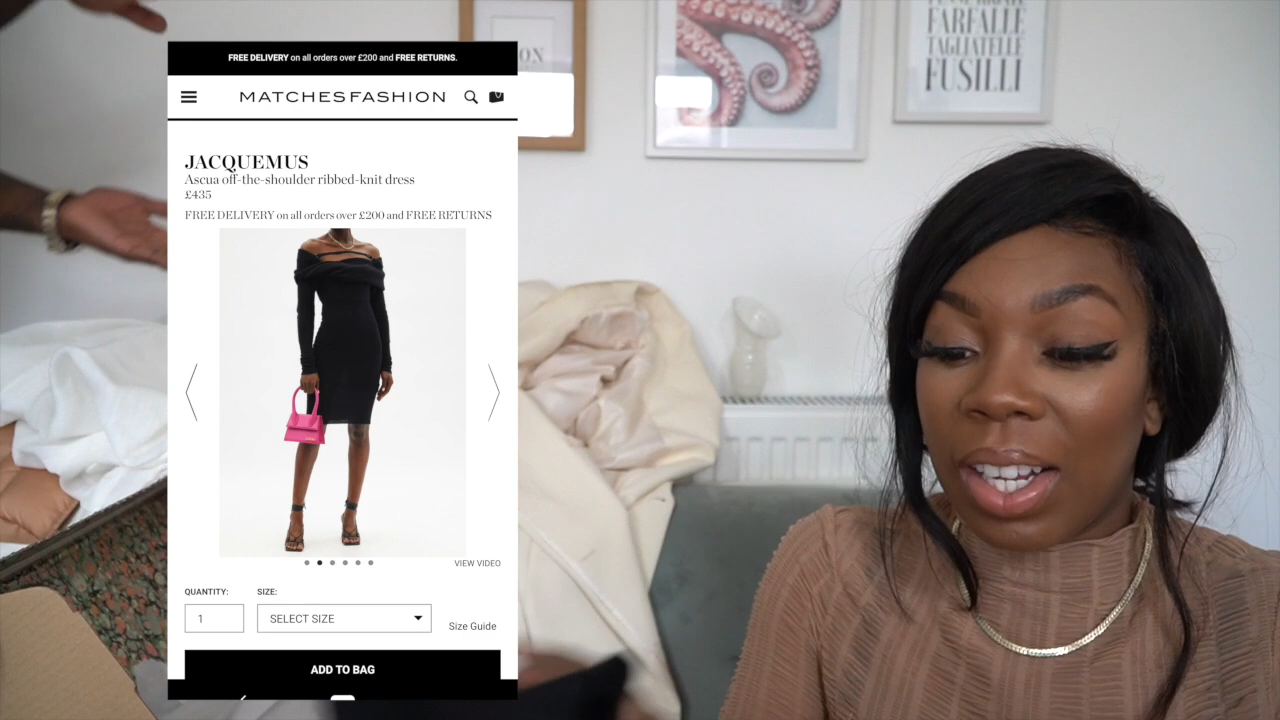 FREE DELIVERY on all orders over £200 and FREE RETURNS.
MATCHESFASHION
JACQUEMUS
Ascua off-the-shoulder ribbed-knit dress
£435
FREE DELIVERY on all orders over £200 and FREE RETURNS
VIEW VIDEO
QUANTITY:
SIZE:
1
SELECT SIZE
Size Guide
ADD TO BAG
ON
FARFALLE
TAGLIATELLE
FUSILLI